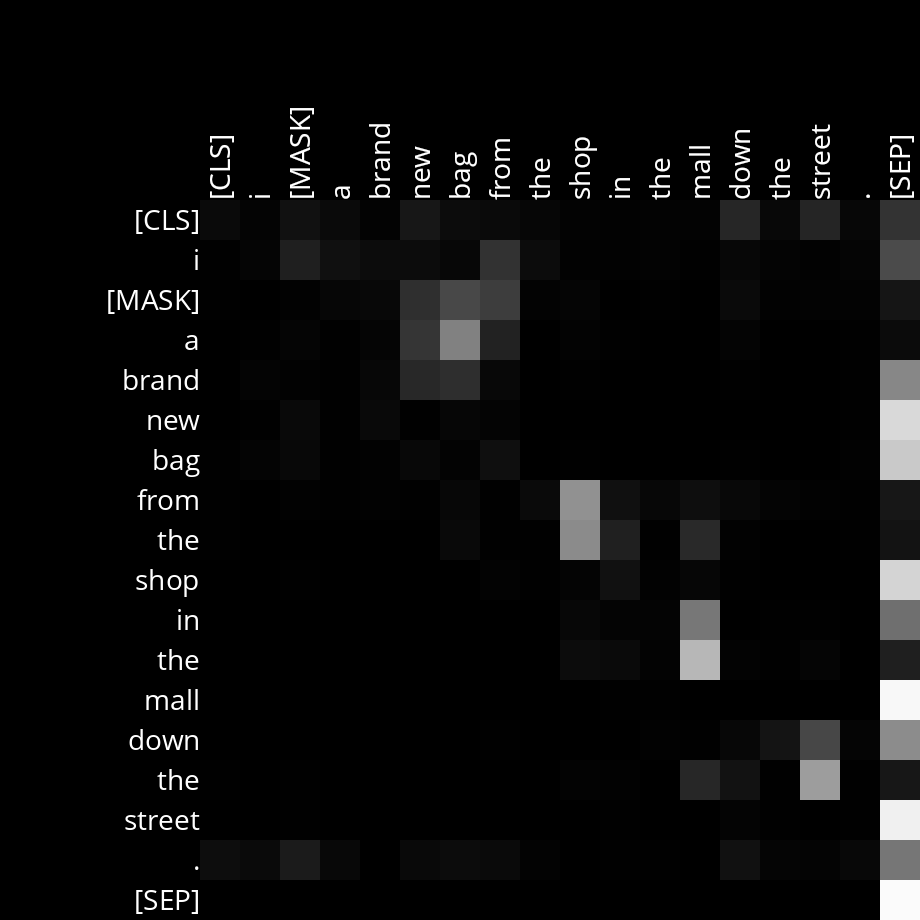 [CLS] i [MASK] a brand new bag from the shop in the mall down the street . [SEP]
[CLS]
i
[MASK]
a
brand
new
bag
from
the
shop
in
the
mall
down
the
street
.
[SEP]